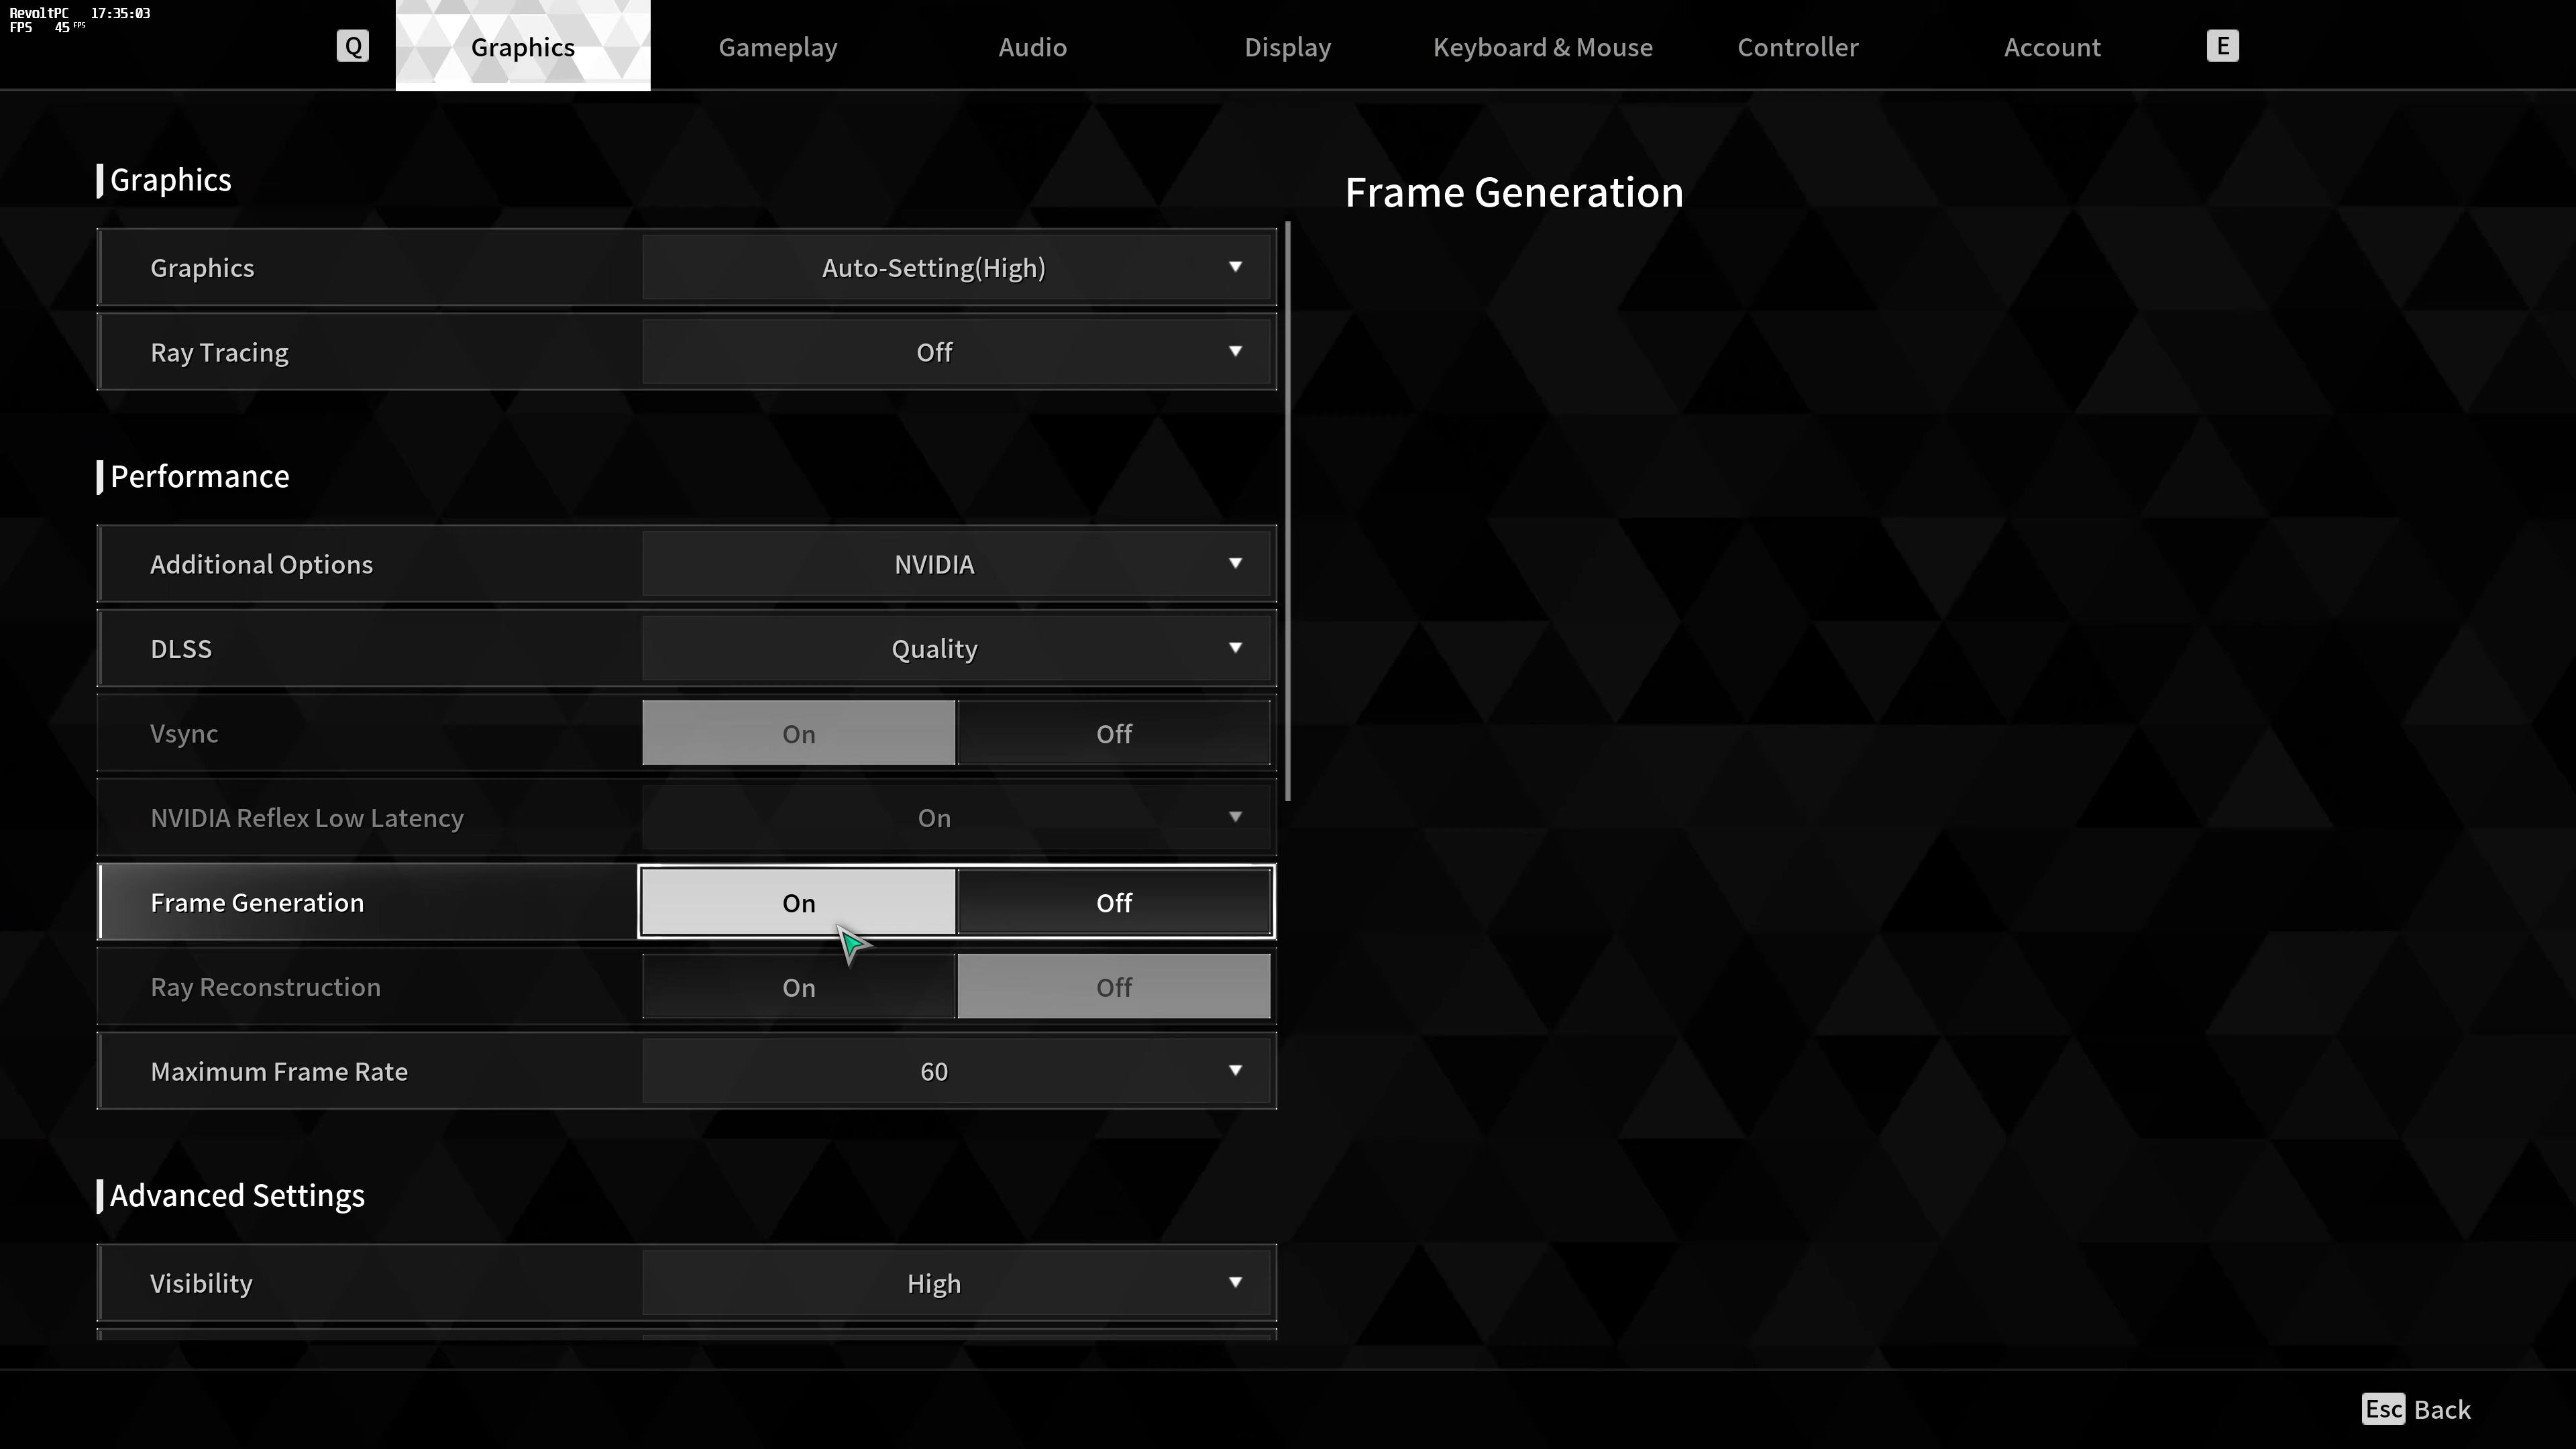 RevoltPC 17:35:03
FPS 45 FPS
Q Graphics Gameplay Audio Display Keyboard & Mouse Controller Account E
Graphics
Frame Generation
Graphics Auto-Setting(High)
Ray Tracing Off
Performance
Additional Options NVIDIA
DLSS Quality
Vsync On Off
NVIDIA Reflex Low Latency On
Frame Generation On Off
Ray Reconstruction On Off
Maximum Frame Rate 60
Advanced Settings
Visibility High
Esc Back